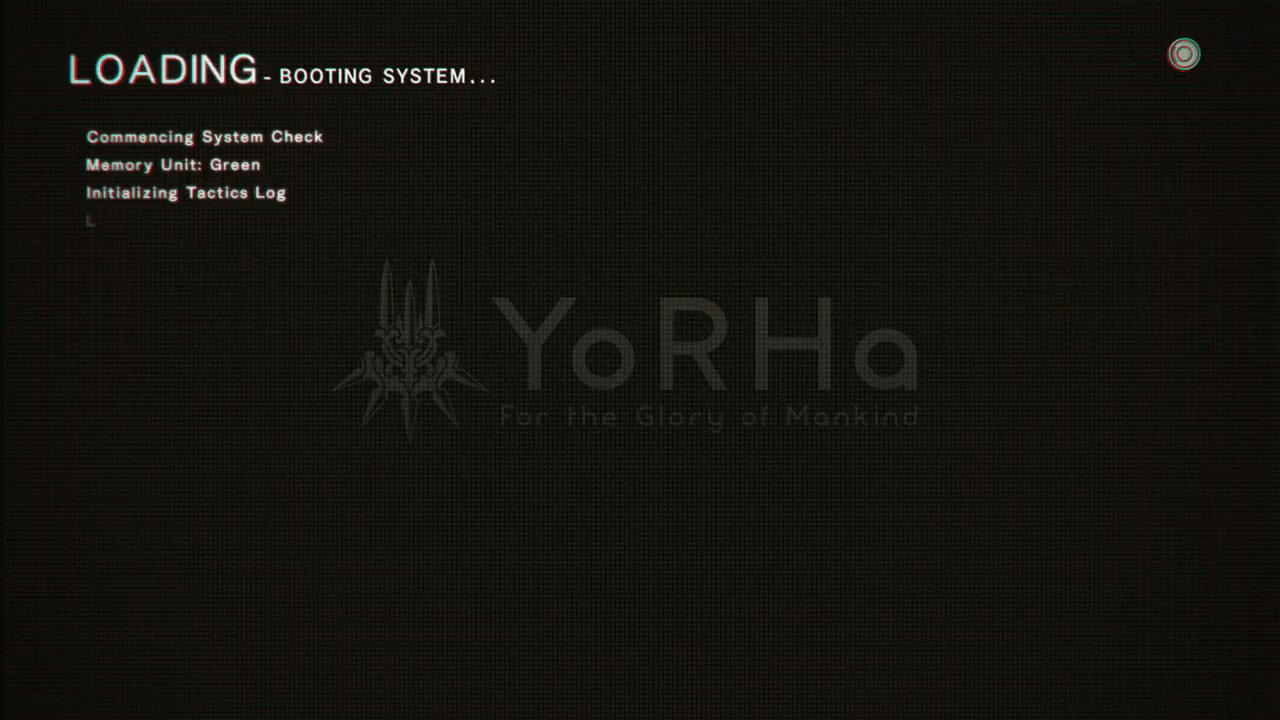 LOADING - BOOTING SYSTEM...
Commencing System Check
Memory Unit: Green
Initializing Tactics Log
L
YoRHa
For the Glory of Mankind